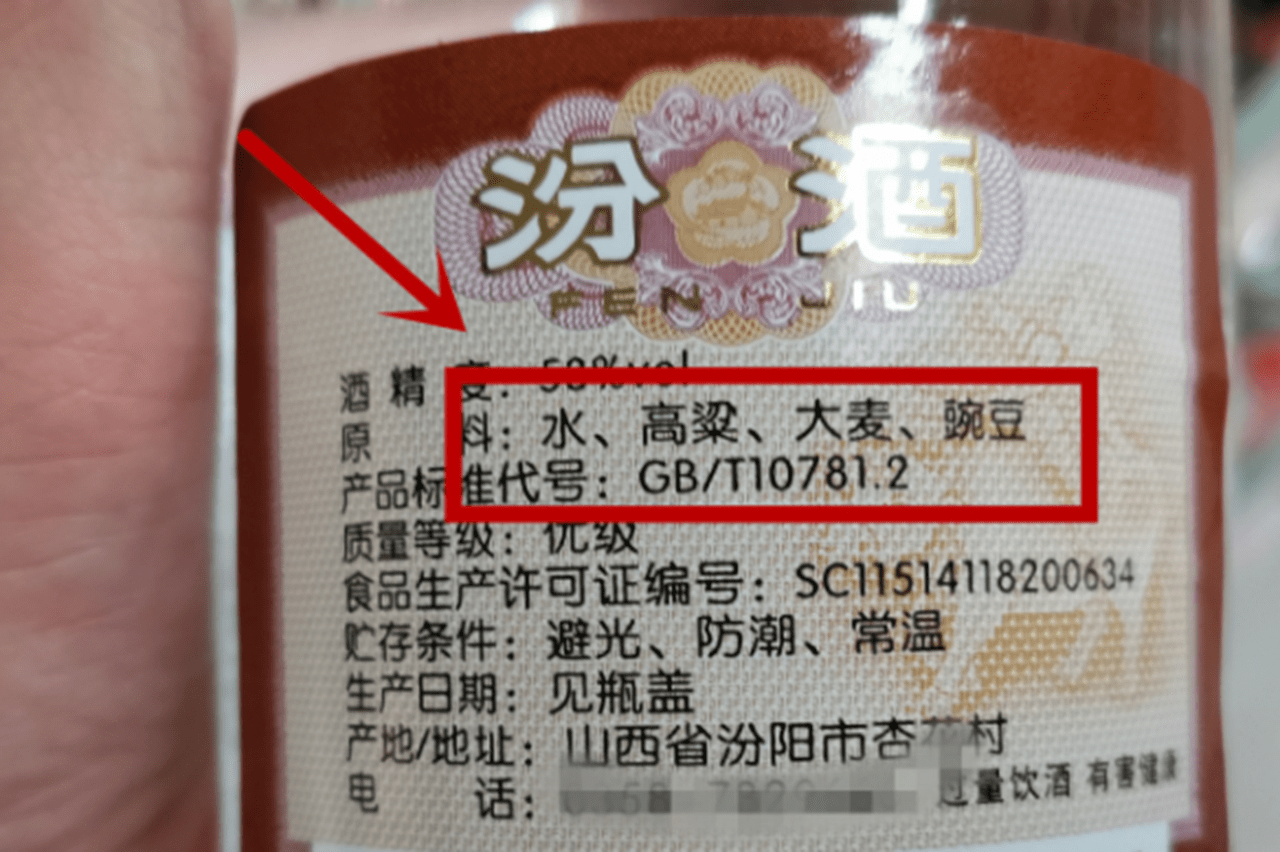 汾酒
FEN JIU
酒精度：53%vol
原料：水、高粱、大麦、豌豆
产品标准代号：GB/T10781.2
质量等级：优级
食品生产许可证编号：SC11514118200634
贮存条件：避光、防潮、常温
生产日期：见瓶盖
产地/地址：山西省汾阳市杏花村
电话：
过量饮酒 有害健康